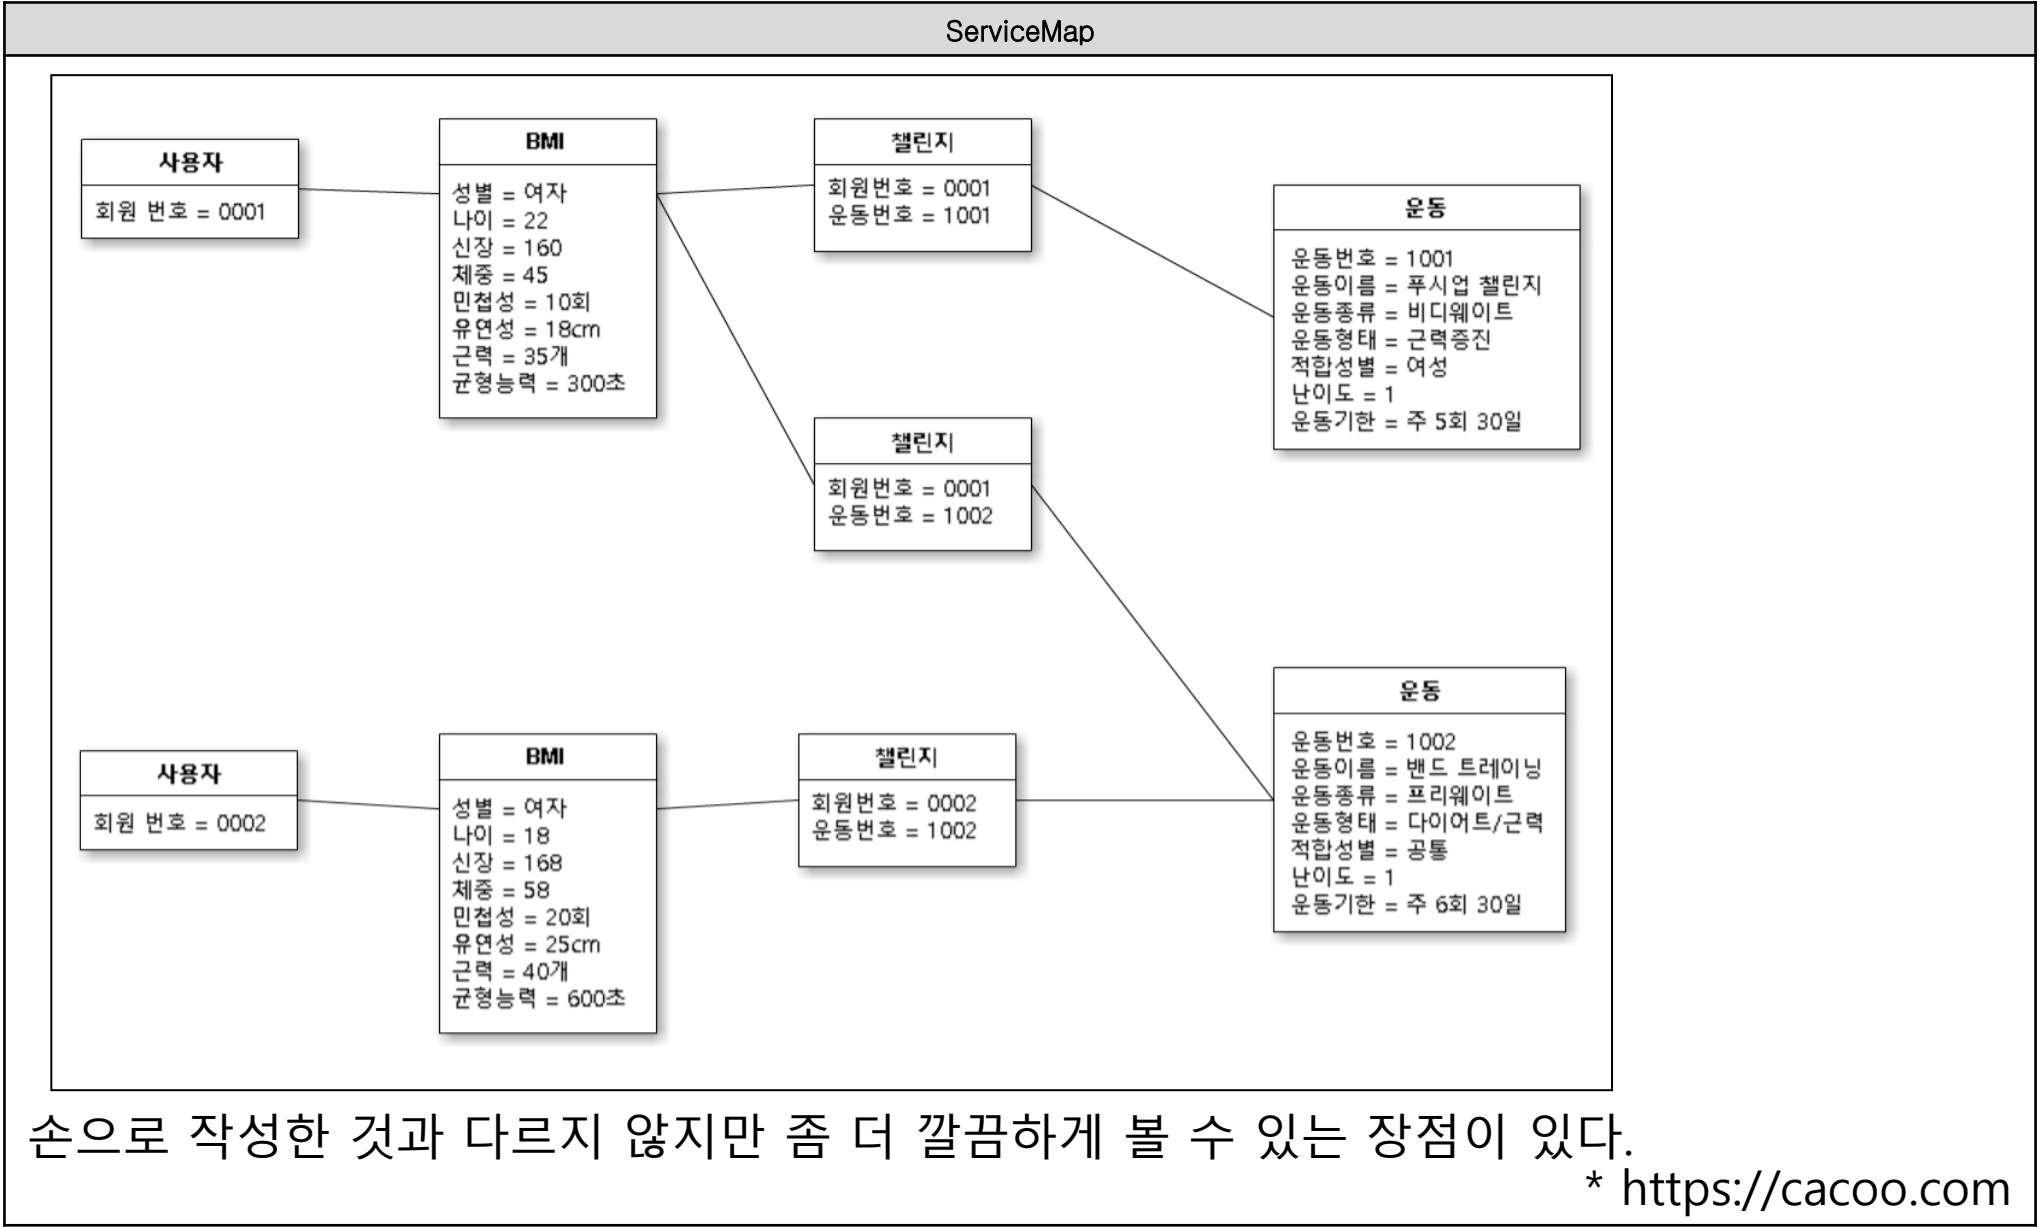 ServiceMap
사용자
회원 번호 = 0001
BMI
성별 = 여자
나이 = 22
신장 = 160
체중 = 45
민첩성 = 10회
유연성 = 18cm
근력 = 35개
균형능력 = 300초
챌린지
회원번호 = 0001
운동번호 = 1001
운동
운동번호 = 1001
운동이름 = 푸시업 챌린지
운동종류 = 비디웨이트
운동형태 = 근력증진
적합성별 = 여성
난이도 = 1
운동기한 = 주 5회 30일
챌린지
회원번호 = 0001
운동번호 = 1002
사용자
회원 번호 = 0002
BMI
성별 = 여자
나이 = 18
신장 = 168
체중 = 58
민첩성 = 20회
유연성 = 25cm
근력 = 40개
균형능력 = 600초
챌린지
회원번호 = 0002
운동번호 = 1002
운동
운동번호 = 1002
운동이름 = 밴드 트레이닝
운동종류 = 프리웨이트
운동형태 = 다이어트/근력
적합성별 = 공통
난이도 = 1
운동기한 = 주 6회 30일
손으로 작성한 것과 다르지 않지만 좀 더 깔끔하게 볼 수 있는 장점이 있다.
* https://cacoo.com